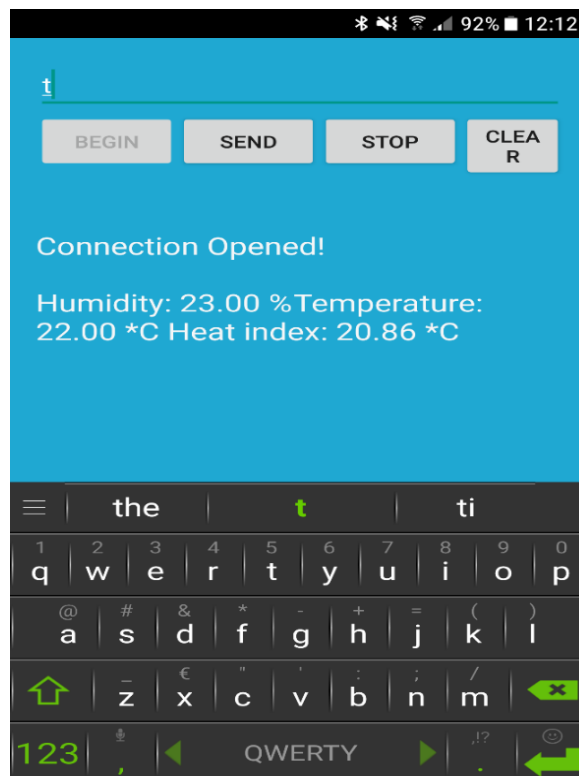 92% 12:12
t
BEGIN SEND STOP CLEA
R
Connection Opened!
Humidity: 23.00 %Temperature:
22.00 *C Heat index: 20.86 *C
the t ti
1 2 3 4 5 6 7 8 9 0
q w e r t y u i o p
@ # & * - + = ( )
a s d f g h j k l
_ € " ' : ; /
z x c v b n m
,!?
123 , QWERTY .